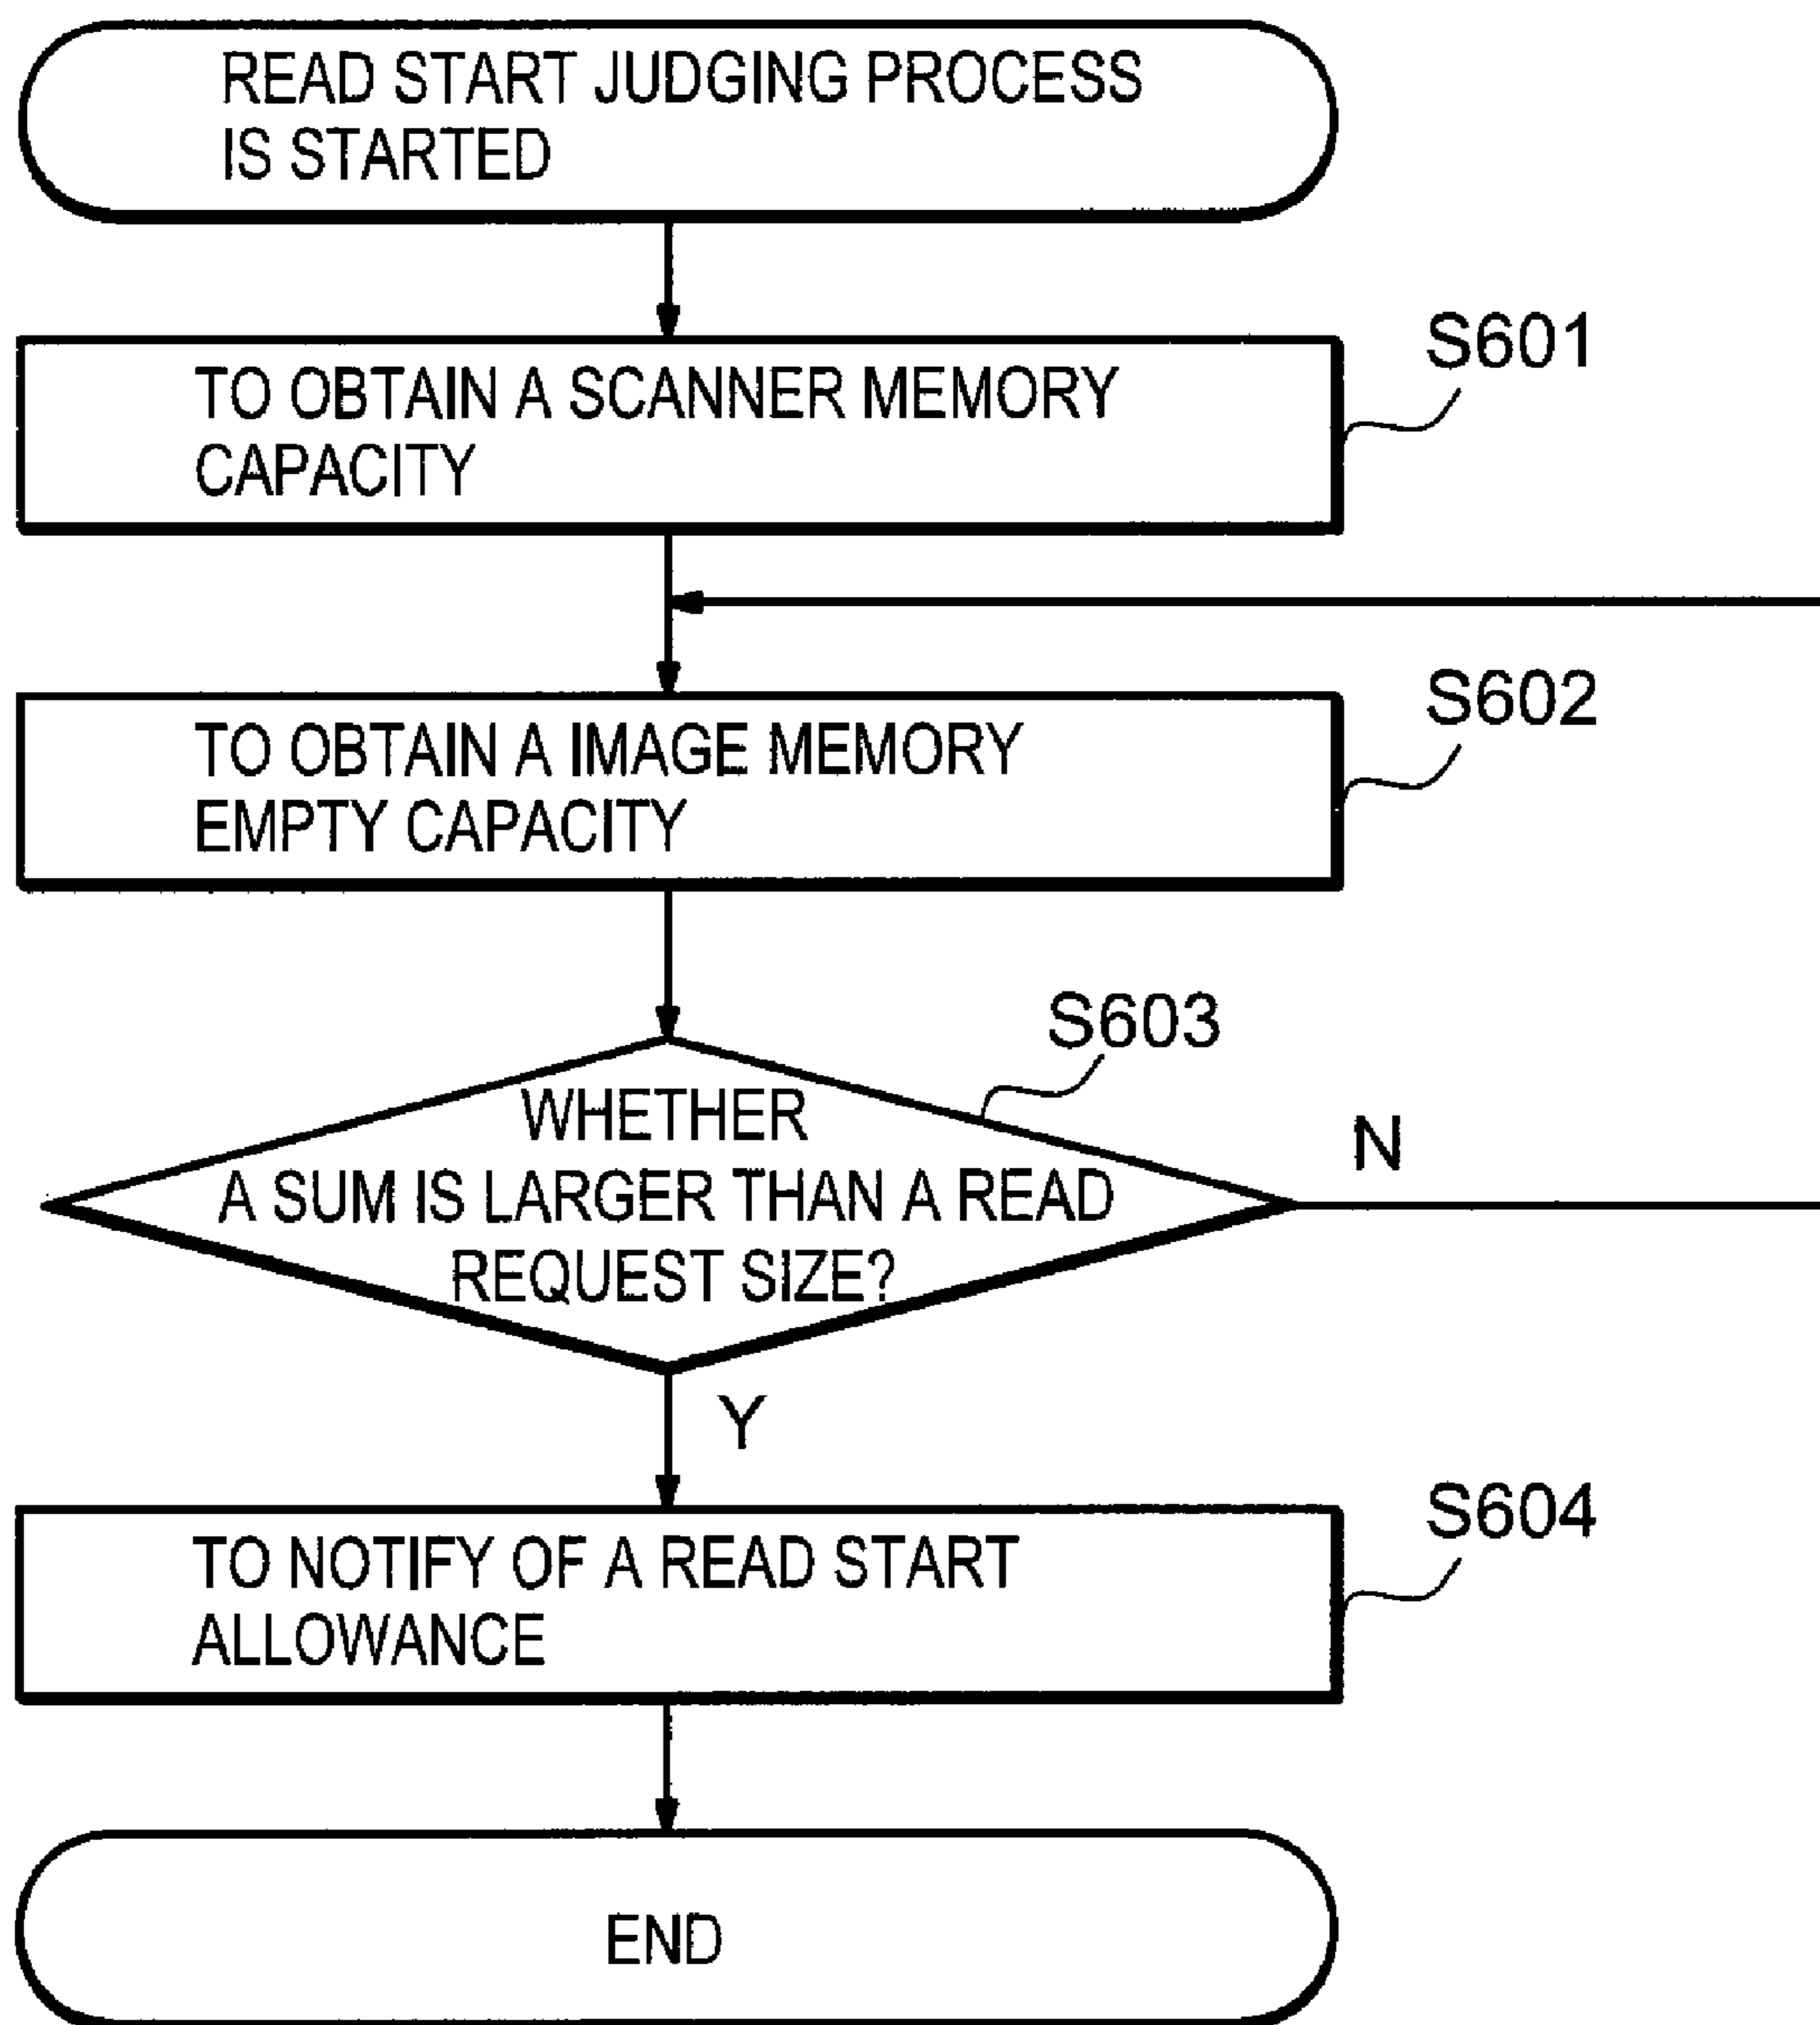 READ START JUDGING PROCESS
IS STARTED
S601
TO OBTAIN A SCANNER MEMORY
CAPACITY
S602
TO OBTAIN A IMAGE MEMORY
EMPTY CAPACITY
S603
WHETHER
A SUM IS LARGER THAN A READ
REQUEST SIZE?
N
Y
S604
TO NOTIFY OF A READ START
ALLOWANCE
END